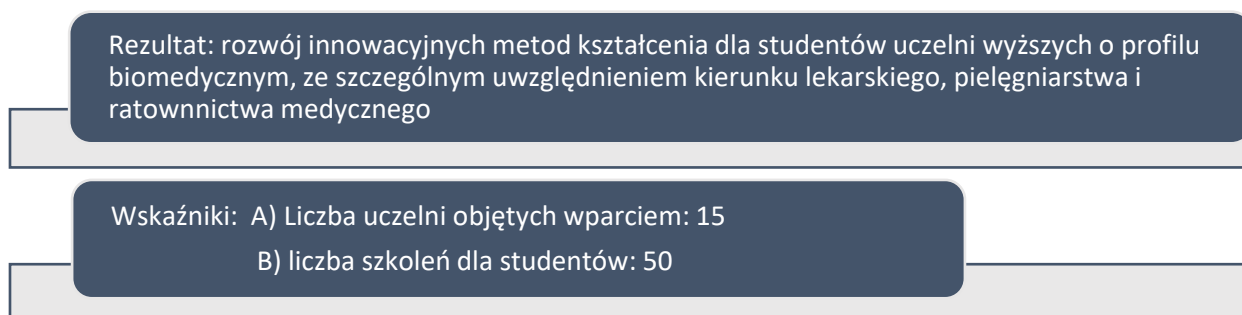 Rezultat: rozwój innowacyjnych metod kształcenia dla studentów uczelni wyższych o profilu
biomedycznym, ze szczególnym uwzględnieniem kierunku lekarskiego, pielęgniarstwa i
ratownnictwa medycznego
Wskaźniki: A) Liczba uczelni objętych wparciem: 15
B) liczba szkoleń dla studentów: 50